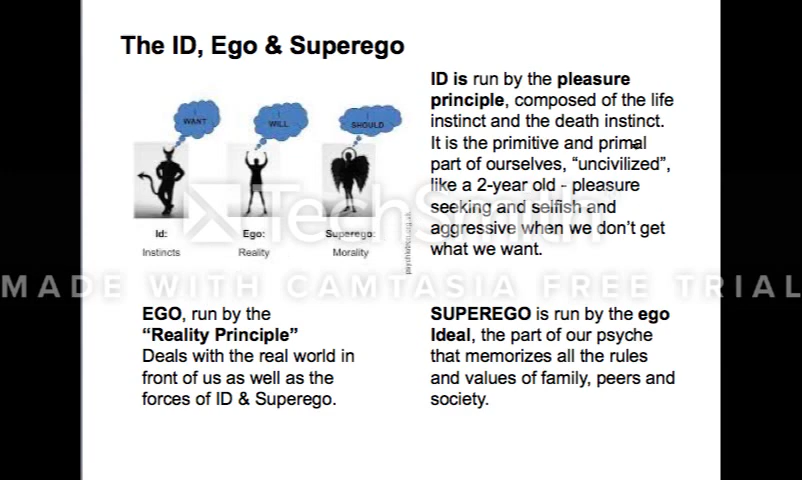 The ID, Ego & Superego
I
WANT
I
WILL
I
SHOULD
Id:
Instincts
Ego:
Reality
Superego:
Morality
ID is run by the pleasure
principle, composed of the life
instinct and the death instinct.
It is the primitive and primal
part of ourselves, “uncivilized”,
like a 2-year old - pleasure
seeking and selfish and
aggressive when we don’t get
what we want.
TechSmith
MADE WITH CAMTASIA FREE TRIAL
EGO, run by the
“Reality Principle”
Deals with the real world in
front of us as well as the
forces of ID & Superego.
SUPEREGO is run by the ego
Ideal, the part of our psyche
that memorizes all the rules
and values of family, peers and
society.